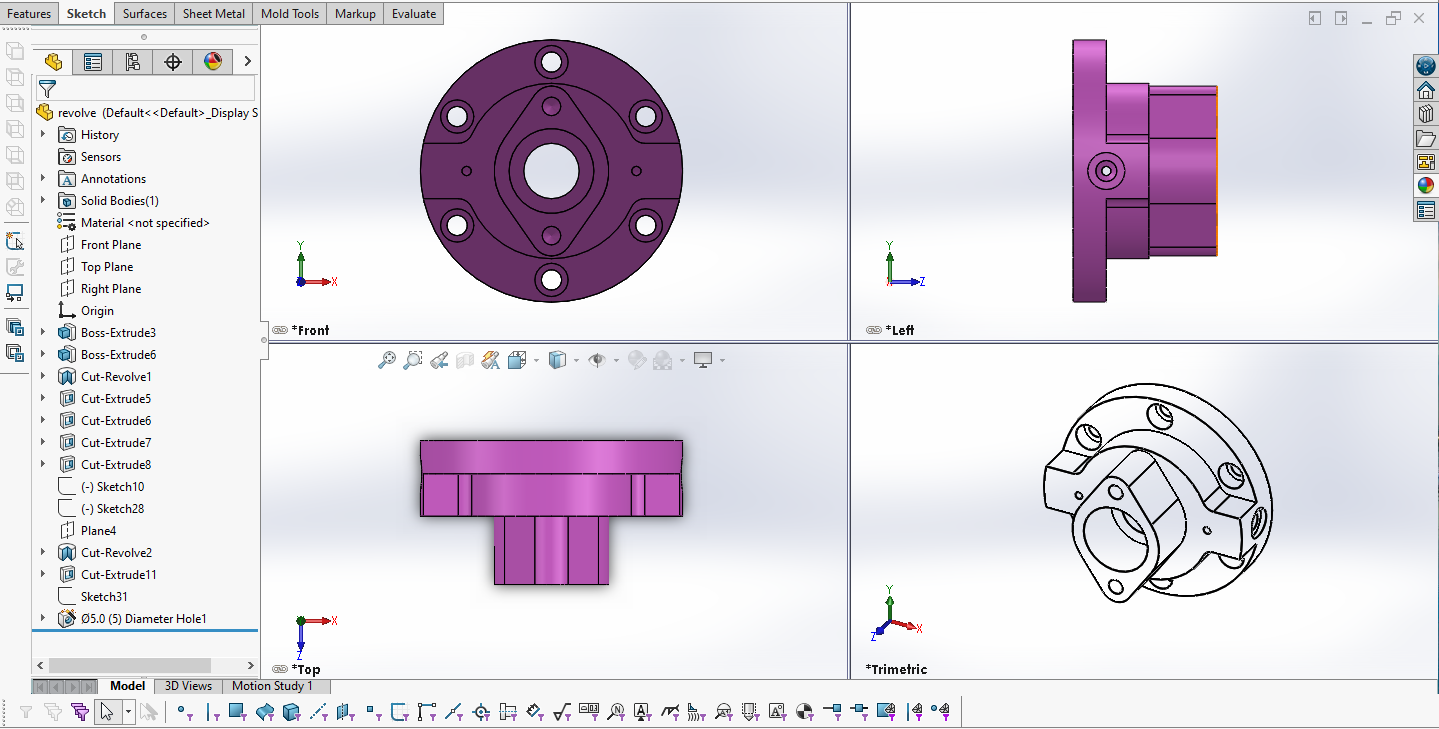 Features Sketch Surfaces Sheet Metal Mold Tools Markup Evaluate
revolve (Default<<Default>_Display S
History
Sensors
Annotations
Solid Bodies(1)
Material <not specified>
Front Plane
Top Plane
Right Plane
Origin
Boss-Extrude3
Boss-Extrude6
Cut-Revolve1
Cut-Extrude5
Cut-Extrude6
Cut-Extrude7
Cut-Extrude8
(-) Sketch10
(-) Sketch28
Plane4
Cut-Revolve2
Cut-Extrude11
Sketch31
Ø5.0 (5) Diameter Hole1
Y
X
*Front
Y
X Z
*Left
X
Z
*Top
Y
X
Z
*Trimetric
Model 3D Views Motion Study 1